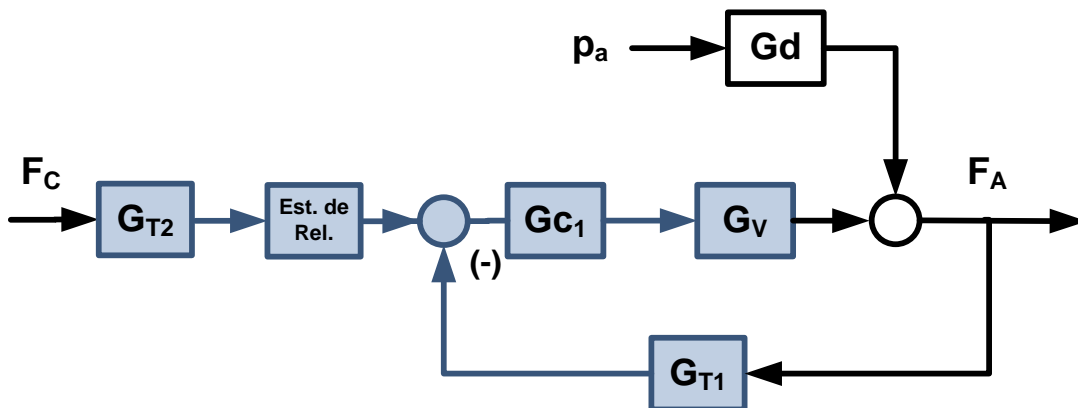 pa
Gd
FC
FA
GT2
Est. de
Rel.
Gc1
GV
(-)
GT1